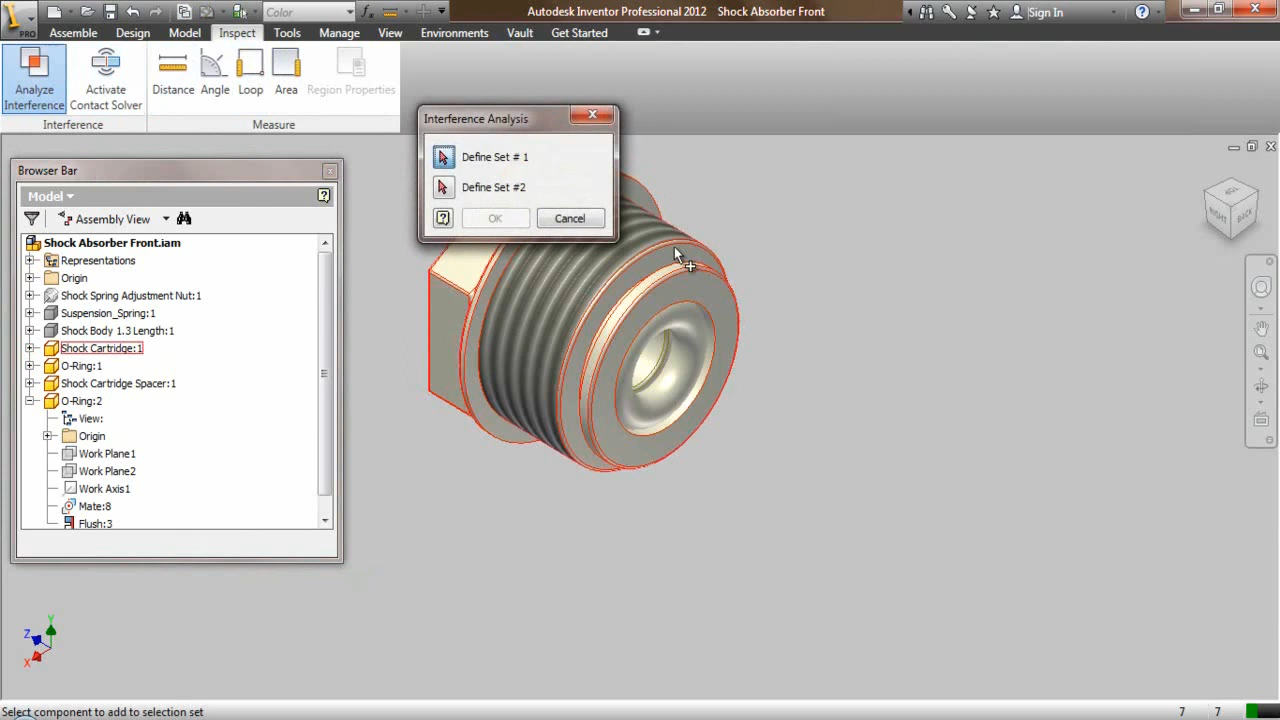 Color
Autodesk Inventor Professional 2012 Shock Absorber Front
Sign In
PRO
Assemble Design Model Inspect Tools Manage View Environments Vault Get Started
Analyze Interference
Activate Contact Solver
Distance
Angle
Loop
Area
Region Properties
Interference
Measure
Interference Analysis
Define Set # 1
Define Set #2
OK
Cancel
Browser Bar
Model
Assembly View
Shock Absorber Front.iam
Representations
Origin
Shock Spring Adjustment Nut:1
Suspension_Spring:1
Shock Body 1.3 Length:1
Shock Cartridge:1
O-Ring:1
Shock Cartridge Spacer:1
O-Ring:2
View:
Origin
Work Plane1
Work Plane2
Work Axis1
Mate:8
Flush:3
RIGHT BACK
Y
Z
X
Select component to add to selection set
7 7